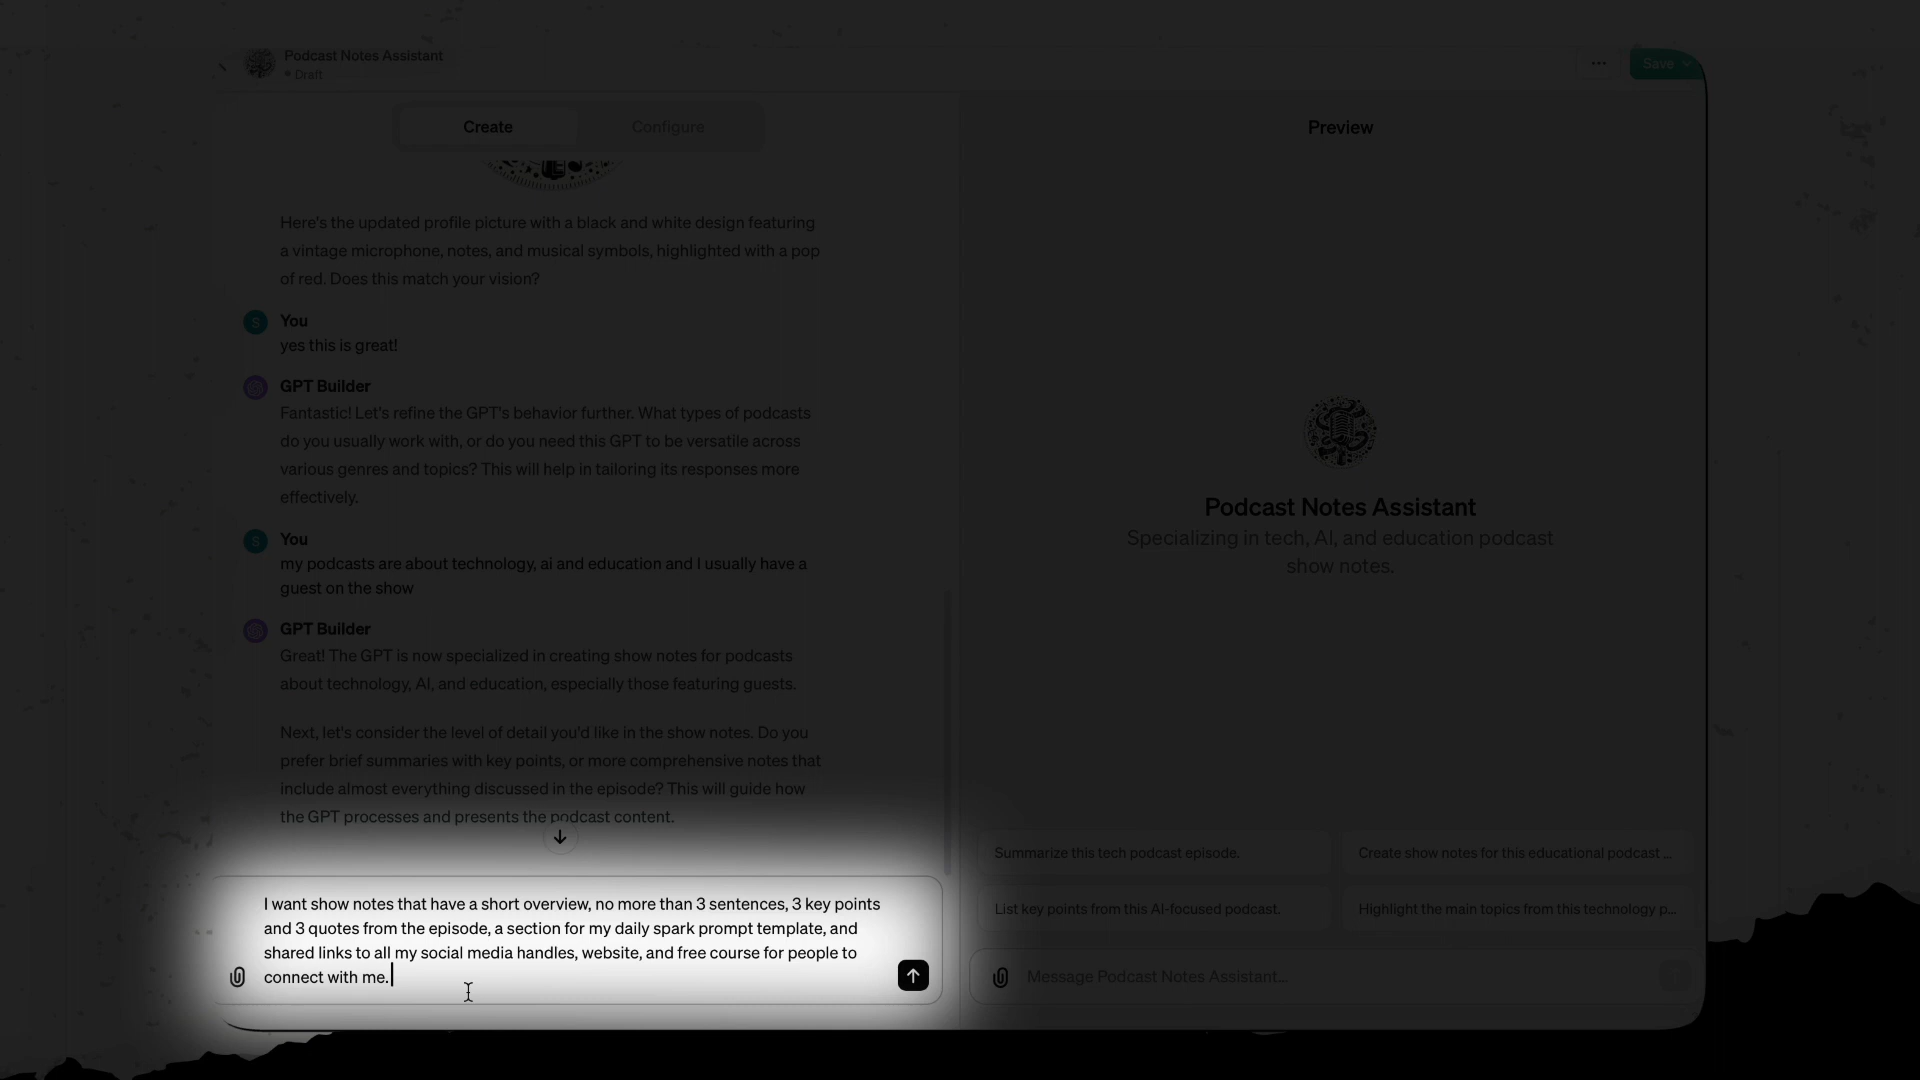 Podcast Notes Assistant
Draft
Save
Create
Configure
Preview
Here's the updated profile picture with a black and white design featuring
a vintage microphone, notes, and musical symbols, highlighted with a pop
of red. Does this match your vision?
S
You
yes this is great!
GPT Builder
Fantastic! Let's refine the GPT's behavior further. What types of podcasts
do you usually work with, or do you need this GPT to be versatile across
various genres and topics? This will help in tailoring its responses more
effectively.
S
You
my podcasts are about technology, ai and education and I usually have a
guest on the show
GPT Builder
Great! The GPT is now specialized in creating show notes for podcasts
about technology, AI, and education, especially those featuring guests.
Next, let's consider the level of detail you'd like in the show notes. Do you
prefer brief summaries with key points, or more comprehensive notes that
include almost everything discussed in the episode? This will guide how
the GPT processes and presents the podcast content.
I want show notes that have a short overview, no more than 3 sentences, 3 key points
and 3 quotes from the episode, a section for my daily spark prompt template, and
shared links to all my social media handles, website, and free course for people to
connect with me.
Podcast Notes Assistant
Specializing in tech, AI, and education podcast
show notes.
Summarize this tech podcast episode.
Create show notes for this educational podcast ...
List key points from this AI-focused podcast.
Highlight the main topics from this technology p...
Message Podcast Notes Assistant...